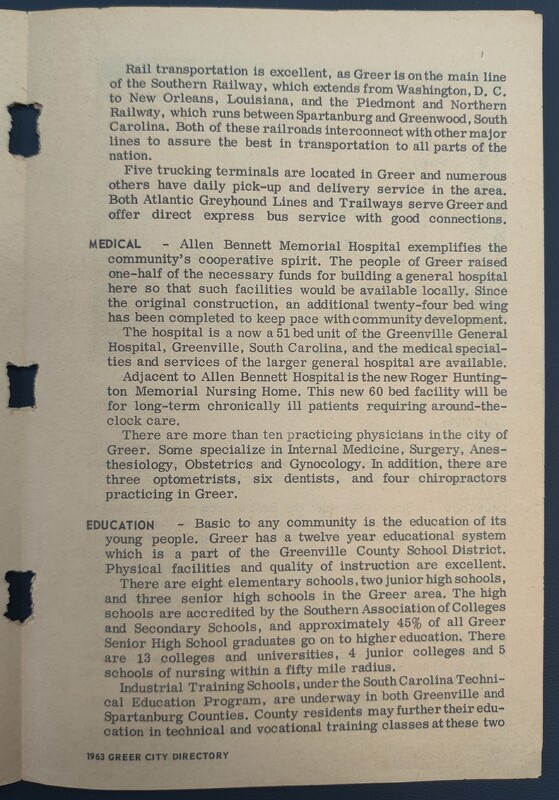 Rail transportation is excellent, as Greer is on the main line
of the Southern Railway, which extends from Washington, D. C.
to New Orleans, Louisiana, and the Piedmont and Northern
Railway, which runs between Spartanburg and Greenwood, South
Carolina. Both of these railroads interconnect with other major
lines to assure the best in transportation to all parts of the
nation.
Five trucking terminals are located in Greer and numerous
others have daily pick-up and delivery service in the area.
Both Atlantic Greyhound Lines and Trailways serve Greer and
offer direct express bus service with good connections.
MEDICAL - Allen Bennett Memorial Hospital exemplifies the
community's cooperative spirit. The people of Greer raised
one-half of the necessary funds for building a general hospital
here so that such facilities would be available locally. Since
the original construction, an additional twenty-four bed wing
has been completed to keep pace with community development.
The hospital is a now a 51 bed unit of the Greenville General
Hospital, Greenville, South Carolina, and the medical special-
ties and services of the larger general hospital are available.
Adjacent to Allen Bennett Hospital is the new Roger Hunting-
ton Memorial Nursing Home. This new 60 bed facility will be
for long-term chronically ill patients requiring around-the-
clock care.
There are more than ten practicing physicians in the city of
Greer. Some specialize in Internal Medicine, Surgery, Anes-
thesiology, Obstetrics and Gynocology. In addition, there are
three optometrists, six dentists, and four chiropractors
practicing in Greer.
EDUCATION - Basic to any community is the education of its
young people. Greer has a twelve year educational system
which is a part of the Greenville County School District.
Physical facilities and quality of instruction are excellent.
There are eight elementary schools, two junior high schools,
and three senior high schools in the Greer area. The high
schools are accredited by the Southern Association of Colleges
and Secondary Schools, and approximately 45% of all Greer
Senior High School graduates go on to higher education. There
are 13 colleges and universities, 4 junior colleges and 5
schools of nursing within a fifty mile radius.
Industrial Training Schools, under the South Carolina Techni-
cal Education Program, are underway in both Greenville and
Spartanburg Counties. County residents may further their edu-
cation in technical and vocational training classes at these two
1963 GREER CITY DIRECTORY